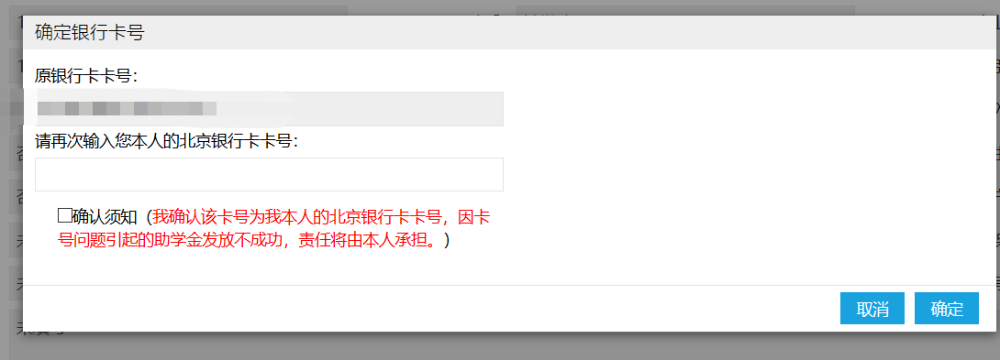 确定银行卡号
原银行卡卡号：
请再次输入您本人的北京银行卡卡号：
确认须知（我确认该卡号为我本人的北京银行卡卡号，因卡
号问题引起的助学金发放不成功，责任将由本人承担。）
取消 确定